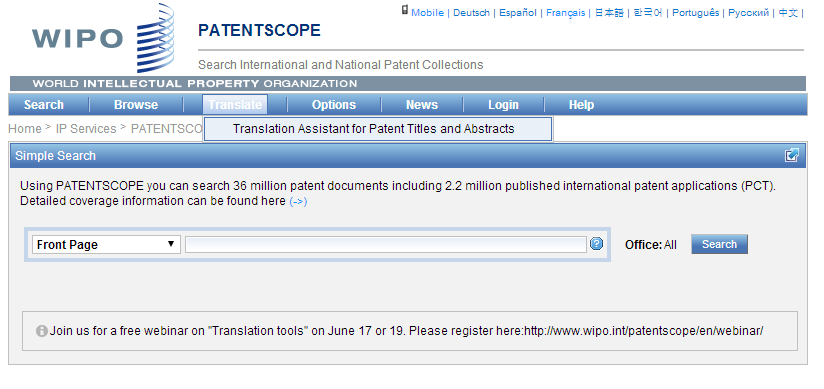 Mobile | Deutsch | Español | Français | 日本語 | 한국어 | Português | Русский | 中文 |
WIPO
PATENTSCOPE
Search International and National Patent Collections
WORLD INTELLECTUAL PROPERTY ORGANIZATION
Search Browse Translate Options News Login Help
Home > IP Services > PATENTSCO
Translation Assistant for Patent Titles and Abstracts
Simple Search
Using PATENTSCOPE you can search 36 million patent documents including 2.2 million published international patent applications (PCT).
Detailed coverage information can be found here (->)
Front Page ? Office: All Search
Join us for a free webinar on "Translation tools" on June 17 or 19. Please register here:http://www.wipo.int/patentscope/en/webinar/